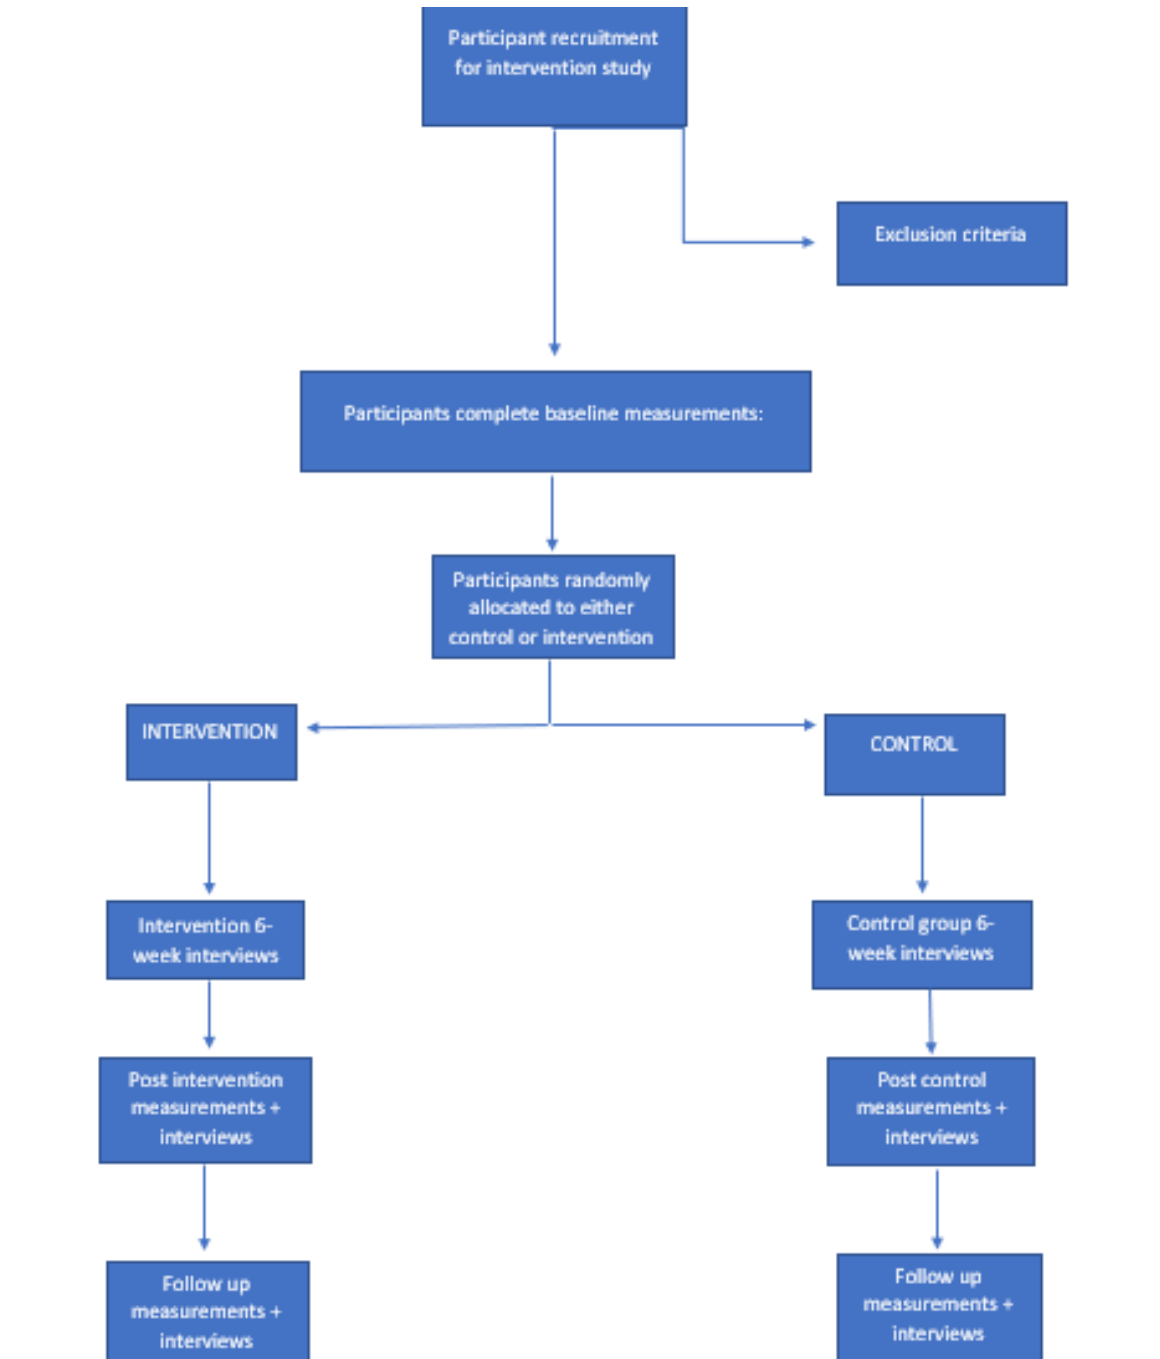 Participant recruitment
for intervention study
Exclusion criteria
Participants complete baseline measurements:
Participants randomly
allocated to either
control or intervention
INTERVENTION
CONTROL
Intervention 6-
week interviews
Control group 6-
week interviews
Post intervention
measurements +
interviews
Post control
measurements +
interviews
Follow up
measurements +
interviews
Follow up
measurements +
interviews